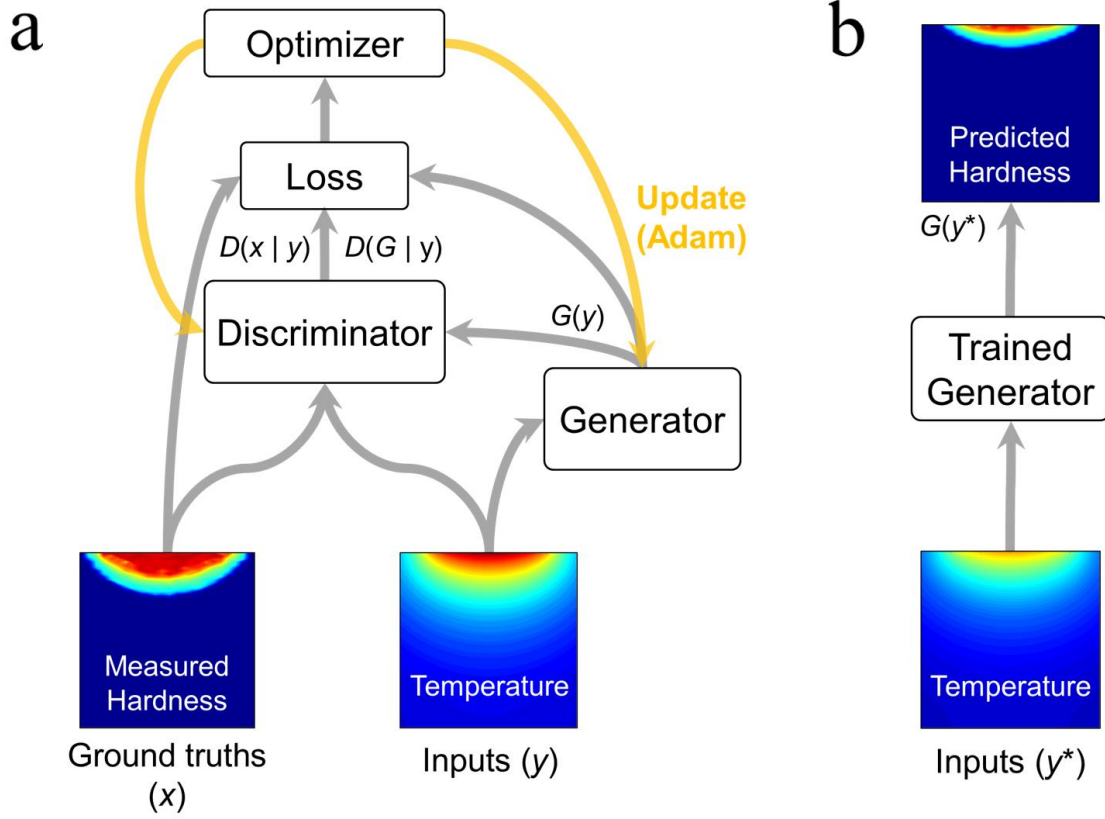 a
Optimizer
Loss
Update
(Adam)
D(x | y)
D(G | y)
Discriminator
G(y)
Generator
Measured
Hardness
Temperature
Ground truths
(x)
Inputs (y)
b
Predicted
Hardness
G(y*)
Trained
Generator
Temperature
Inputs (y*)